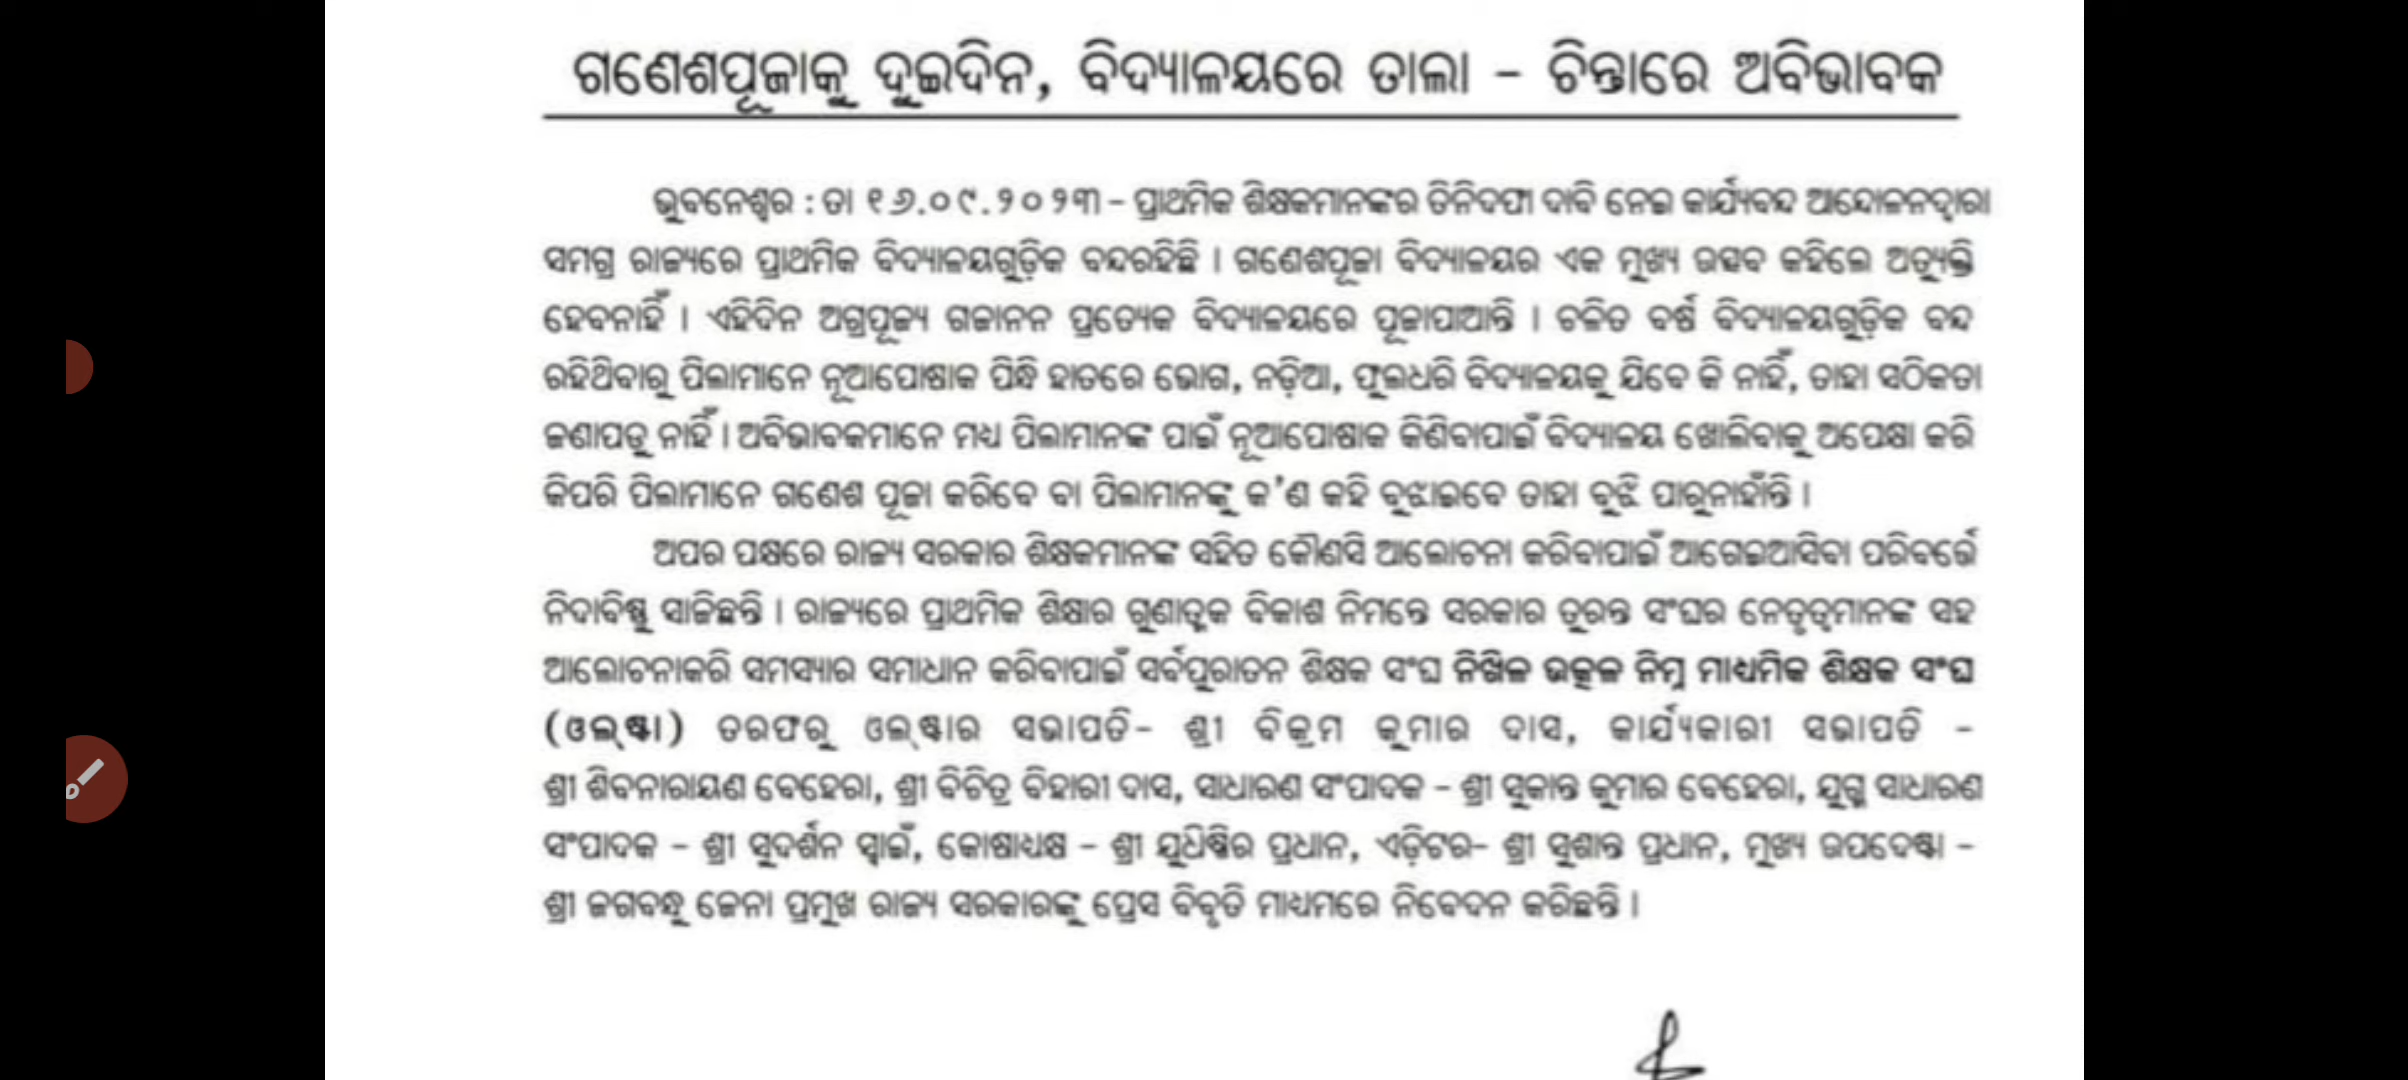 ଗଣେଶପୂଜାକୁ ଦୁଇଦିନ, ବିଦ୍ୟାଳୟରେ ତାଲା – ଚିନ୍ତାରେ ଅବିଭାବକ
ଭୁବନେଶ୍ୱର : ତା ୧୬.୦୯.୨୦୨୩ – ପ୍ରାଥମିକ ଶିକ୍ଷକମାନଙ୍କର ତିନିଦଫା ଦାବି ନେଇ କାର୍ଯ୍ୟବନ୍ଦ ଆନ୍ଦୋଳନଦ୍ୱାରା
ସମଗ୍ର ରାଜ୍ୟରେ ପ୍ରାଥମିକ ବିଦ୍ୟାଳୟଗୁଡ଼ିକ ବନ୍ଦରହିଛି । ଗଣେଶପୂଜା ବିଦ୍ୟାଳୟର ଏକ ମୁଖ୍ୟ ଉତ୍ସବ କହିଲେ ଅତ୍ୟୁକ୍ତି
ହେବନାହିଁ । ଏହିଦିନ ଅଗ୍ରପୂଜ୍ୟ ଗଜାନନ ପ୍ରତ୍ୟେକ ବିଦ୍ୟାଳୟରେ ପୂଜାପାଆନ୍ତି । ଚଳିତ ବର୍ଷ ବିଦ୍ୟାଳୟଗୁଡ଼ିକ ବନ୍ଦ
ରହିଥିବାରୁ ପିଲାମାନେ ନୂଆପୋଷାକ ପିନ୍ଧି ହାତରେ ଭୋଗ, ନଡ଼ିଆ, ଫୁଲଧରି ବିଦ୍ୟାଳୟକୁ ଯିବେ କି ନାହିଁ, ତାହା ସଠିକତା
ଜଣାପଡୁ ନାହିଁ । ଅବିଭାବକମାନେ ମଧ୍ୟ ପିଲାମାନଙ୍କ ପାଇଁ ନୂଆପୋଷାକ କିଣିବାପାଇଁ ବିଦ୍ୟାଳୟ ଖୋଲିବାକୁ ଅପେକ୍ଷା କରି
କିପରି ପିଲାମାନେ ଗଣେଶ ପୂଜା କରିବେ ବା ପିଲାମାନଙ୍କୁ କ'ଣ କହି ବୁଝାଇବେ ତାହା ବୁଝି ପାରୁନାହାଁନ୍ତି ।
ଅପର ପକ୍ଷରେ ରାଜ୍ୟ ସରକାର ଶିକ୍ଷକମାନଙ୍କ ସହିତ କୌଣସି ଆଲୋଚନା କରିବାପାଇଁ ଆଗେଇଆସିବା ପରିବର୍ତ୍ତେ
ନିଦାବିଷ୍ଣୁ ସାଜିଛନ୍ତି । ରାଜ୍ୟରେ ପ୍ରାଥମିକ ଶିକ୍ଷାର ଗୁଣାତ୍ମକ ବିକାଶ ନିମନ୍ତେ ସରକାର ତୁରନ୍ତ ସଂଘର ନେତୃତ୍ୱମାନଙ୍କ ସହ
ଆଲୋଚନାକରି ସମସ୍ୟାର ସମାଧାନ କରିବାପାଇଁ ସର୍ବପୁରାତନ ଶିକ୍ଷକ ସଂଘ ନିଖିଳ ଉତ୍କଳ ନିମ୍ନ ମାଧ୍ୟମିକ ଶିକ୍ଷକ ସଂଘ
(ଓଲ୍‌ଷ୍ଟା) ତରଫରୁ ଓଲ୍‌ଷ୍ଟାର ସଭାପତି– ଶ୍ରୀ ବିକ୍ରମ କୁମାର ଦାସ, କାର୍ଯ୍ୟକାରୀ ସଭାପତି –
ଶ୍ରୀ ଶିବନାରାୟଣ ବେହେରା, ଶ୍ରୀ ବିଚିତ୍ର ବିହାରୀ ଦାସ, ସାଧାରଣ ସଂପାଦକ – ଶ୍ରୀ ସୁକାନ୍ତ କୁମାର ବେହେରା, ଯୁଗ୍ମ ସାଧାରଣ
ସଂପାଦକ – ଶ୍ରୀ ସୁଦର୍ଶନ ସ୍ୱାଇଁ, କୋଷାଧ୍ୟକ୍ଷ – ଶ୍ରୀ ଯୁଧିଷ୍ଠିର ପ୍ରଧାନ, ଏଡ଼ିଟର– ଶ୍ରୀ ସୁଶାନ୍ତ ପ୍ରଧାନ, ମୁଖ୍ୟ ଉପଦେଷ୍ଟା –
ଶ୍ରୀ ଜଗବନ୍ଧୁ ଜେନା ପ୍ରମୁଖ ରାଜ୍ୟ ସରକାରଙ୍କୁ ପ୍ରେସ ବିବୃତି ମାଧ୍ୟମରେ ନିବେଦନ କରିଛନ୍ତି ।